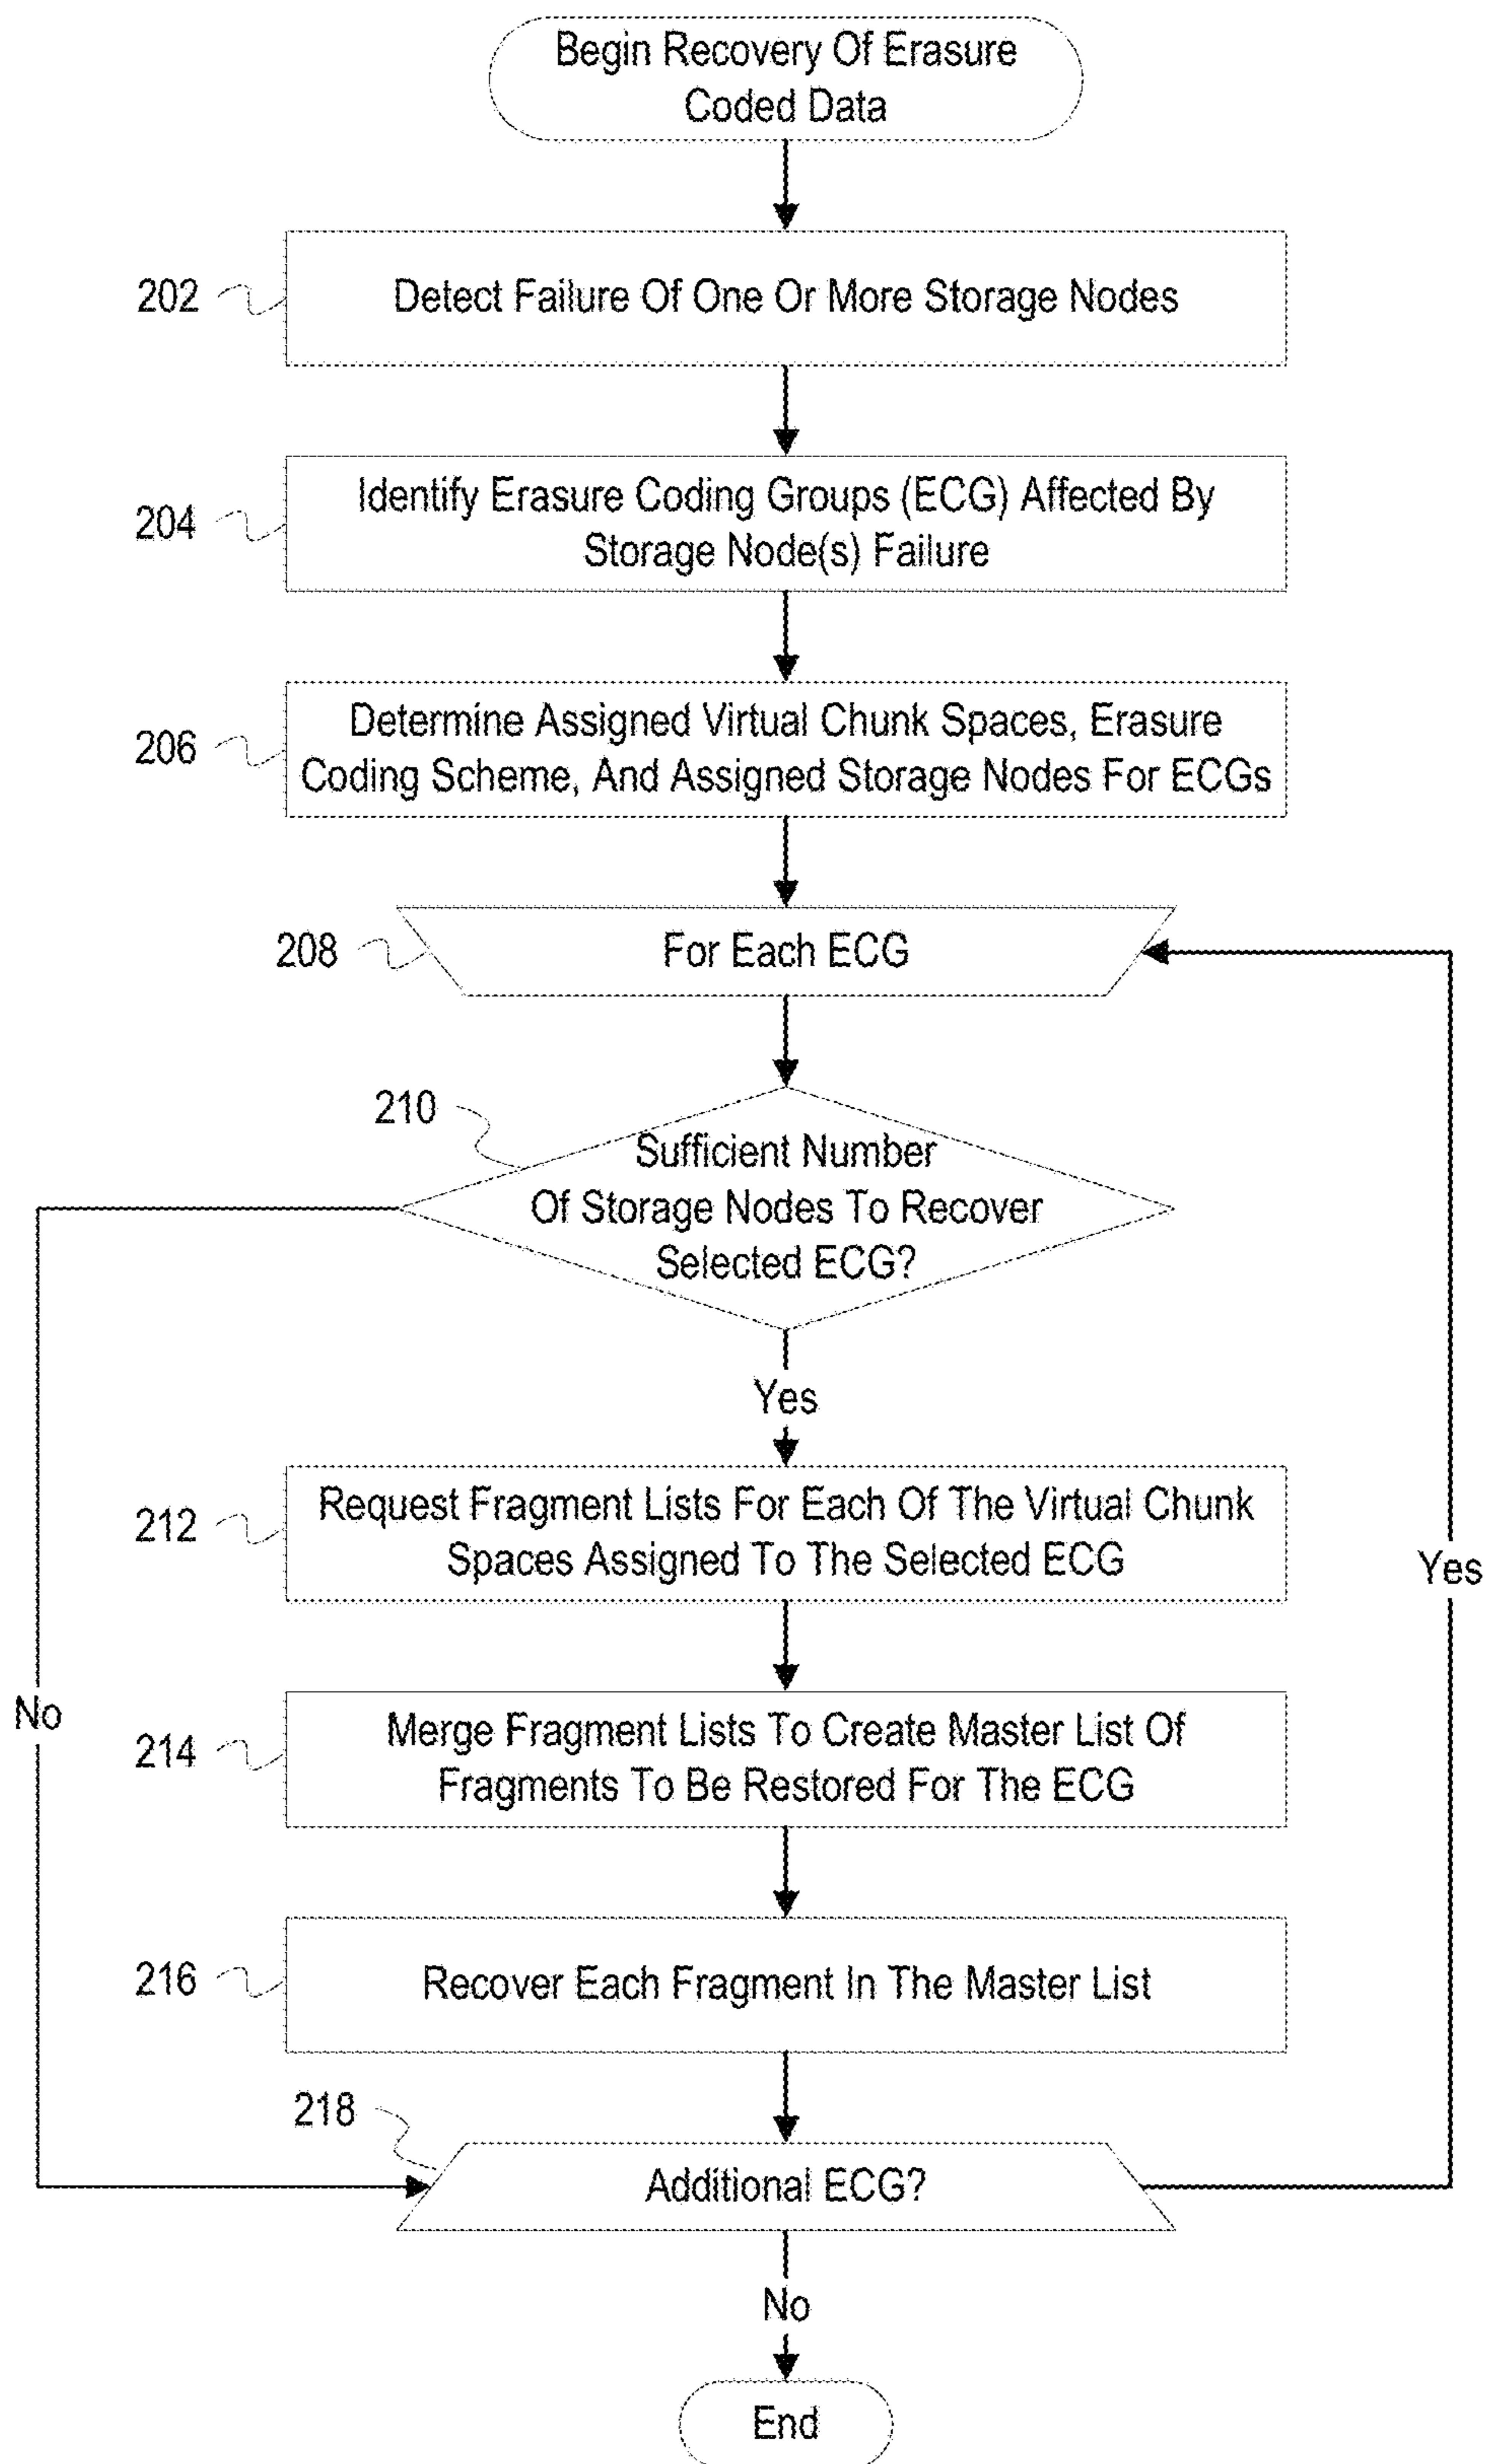 Begin Recovery Of Erasure
Coded Data
202
Detect Failure Of One Or More Storage Nodes
204
Identify Erasure Coding Groups (ECG) Affected By
Storage Node(s) Failure
206
Determine Assigned Virtual Chunk Spaces, Erasure
Coding Scheme, And Assigned Storage Nodes For ECGs
208
For Each ECG
210
Sufficient Number
Of Storage Nodes To Recover
Selected ECG?
Yes
212
Request Fragment Lists For Each Of The Virtual Chunk
Spaces Assigned To The Selected ECG
Yes
No
214
Merge Fragment Lists To Create Master List Of
Fragments To Be Restored For The ECG
216
Recover Each Fragment In The Master List
218
Additional ECG?
No
End